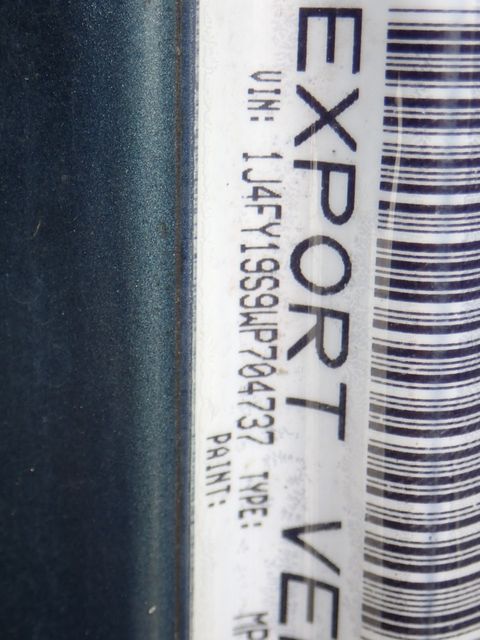 EXPORT VE
VIN: 1J4FY19S9WP704737 TYPE: MP
PAINT: